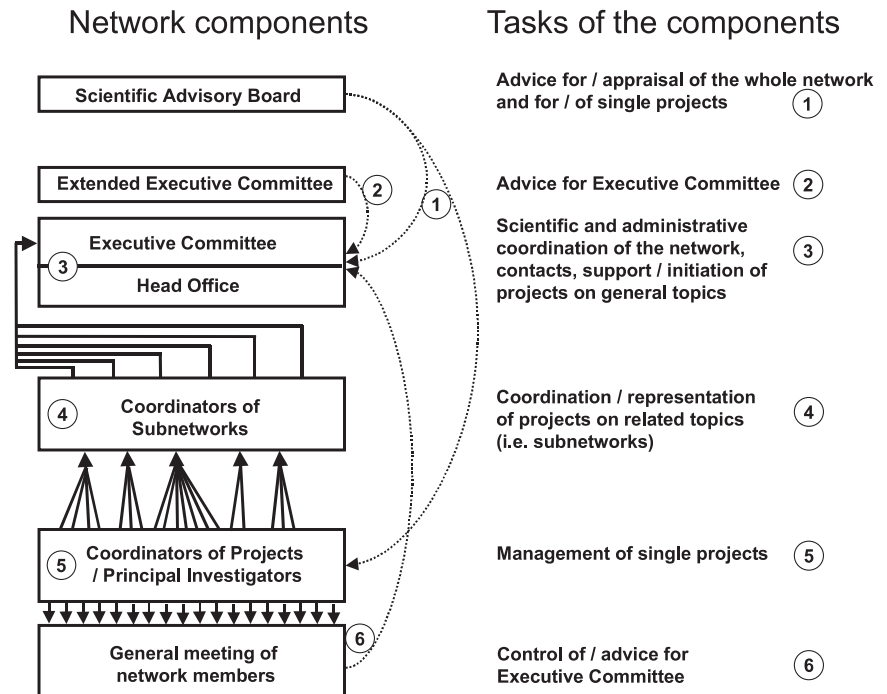 Network components
Tasks of the components
Scientific Advisory Board
Advice for / appraisal of the whole network
and for / of single projects
1
Extended Executive Committee
2
1
Advice for Executive Committee
2
Executive Committee
3
Head Office
Scientific and administrative
coordination of the network,
contacts, support / initiation of
projects on general topics
3
4
Coordinators of
Subnetworks
Coordination / representation
of projects on related topics
(i.e. subnetworks)
4
5
Coordinators of Projects
/ Principal Investigators
Management of single projects
5
General meeting of
network members
6
Control of / advice for
Executive Committee
6